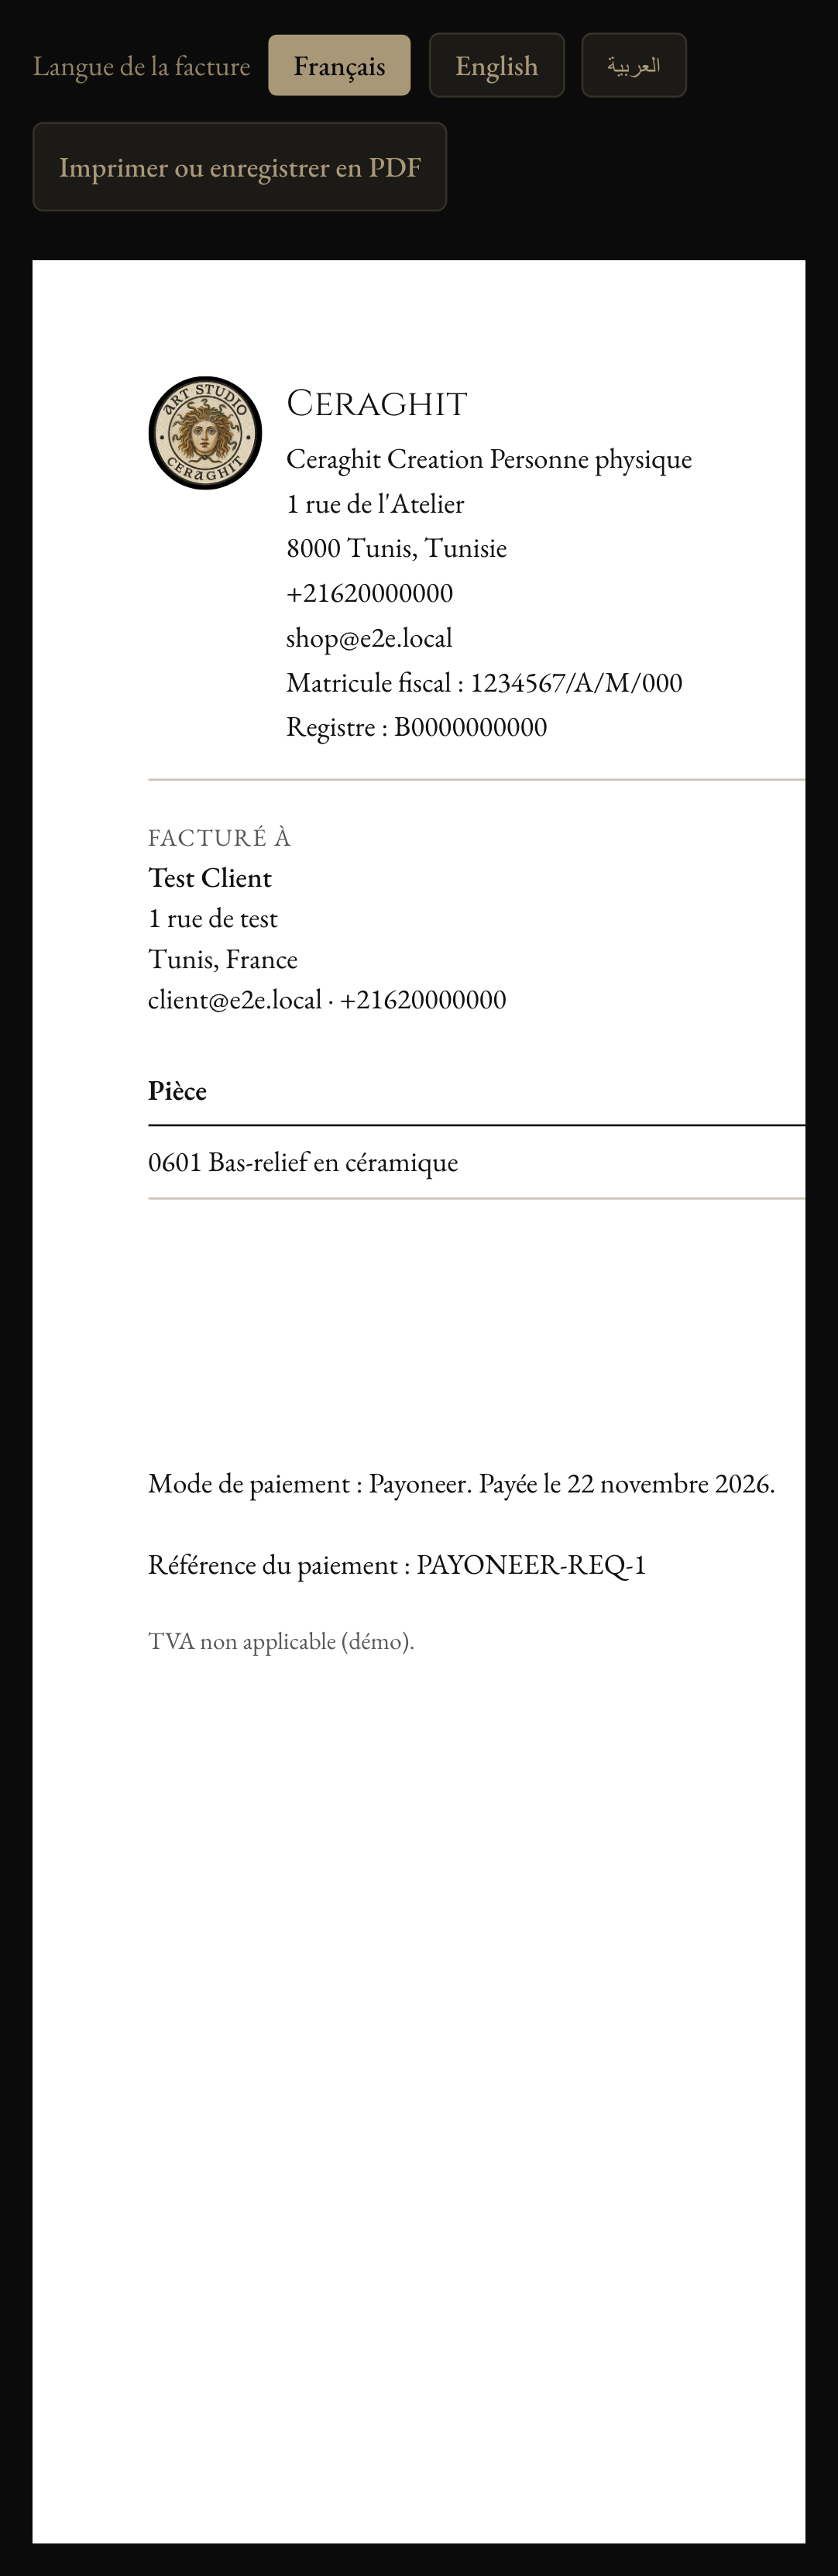 Langue de la facture Français English العربية
Imprimer ou enregistrer en PDF
ART STUDIO
CERAGHIT
Ceraghit
Ceraghit Creation Personne physique
1 rue de l'Atelier
8000 Tunis, Tunisie
+21620000000
shop@e2e.local
Matricule fiscal : 1234567/A/M/000
Registre : B0000000000
FACTURÉ À
Test Client
1 rue de test
Tunis, France
client@e2e.local · +21620000000
Pièce
0601 Bas-relief en céramique
Mode de paiement : Payoneer. Payée le 22 novembre 2026.
Référence du paiement : PAYONEER-REQ-1
TVA non applicable (démo).